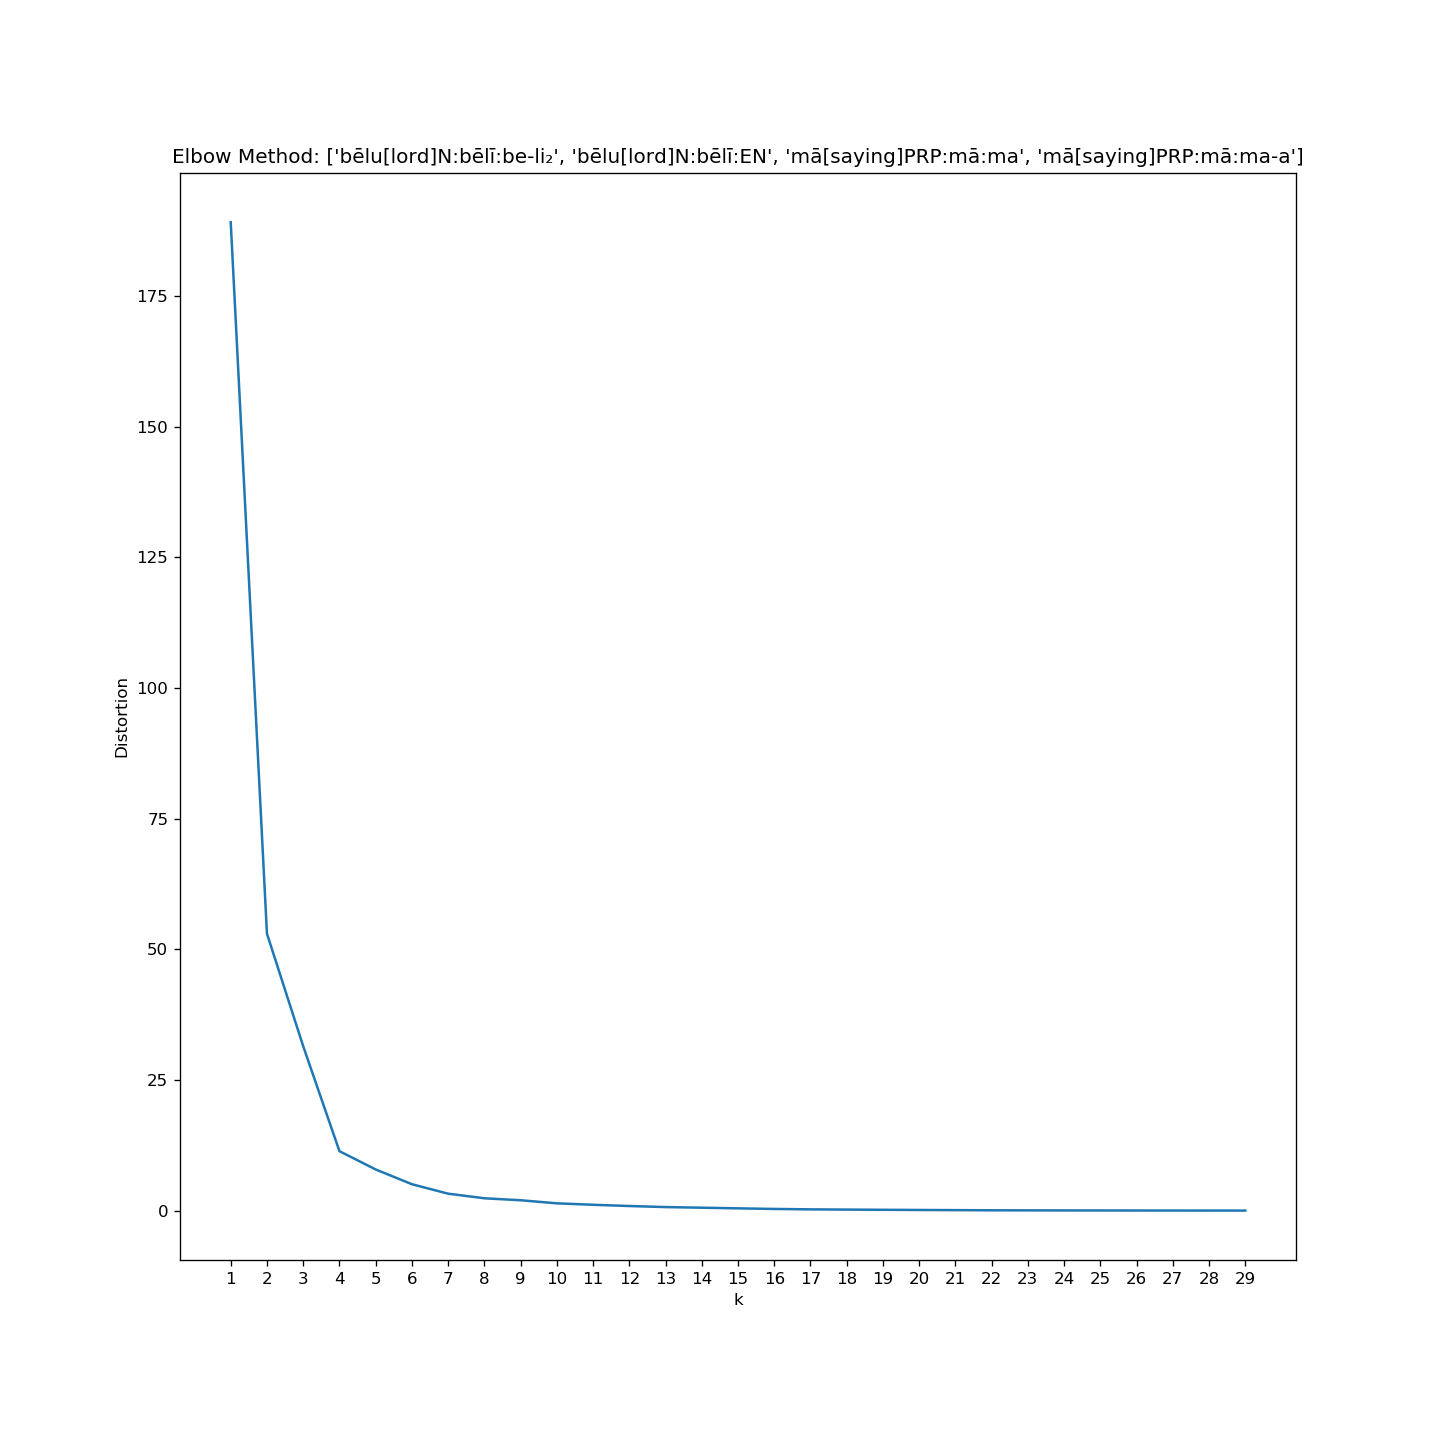 Elbow Method: ['bēlu[lord]N:bēlī:be-li₂', 'bēlu[lord]N:bēlī:EN', 'mā[saying]PRP:mā:ma', 'mā[saying]PRP:mā:ma-a']
175
150
125
100
75
50
25
0
Distortion
1 2 3 4 5 6 7 8 9 10 11 12 13 14 15 16 17 18 19 20 21 22 23 24 25 26 27 28 29
k